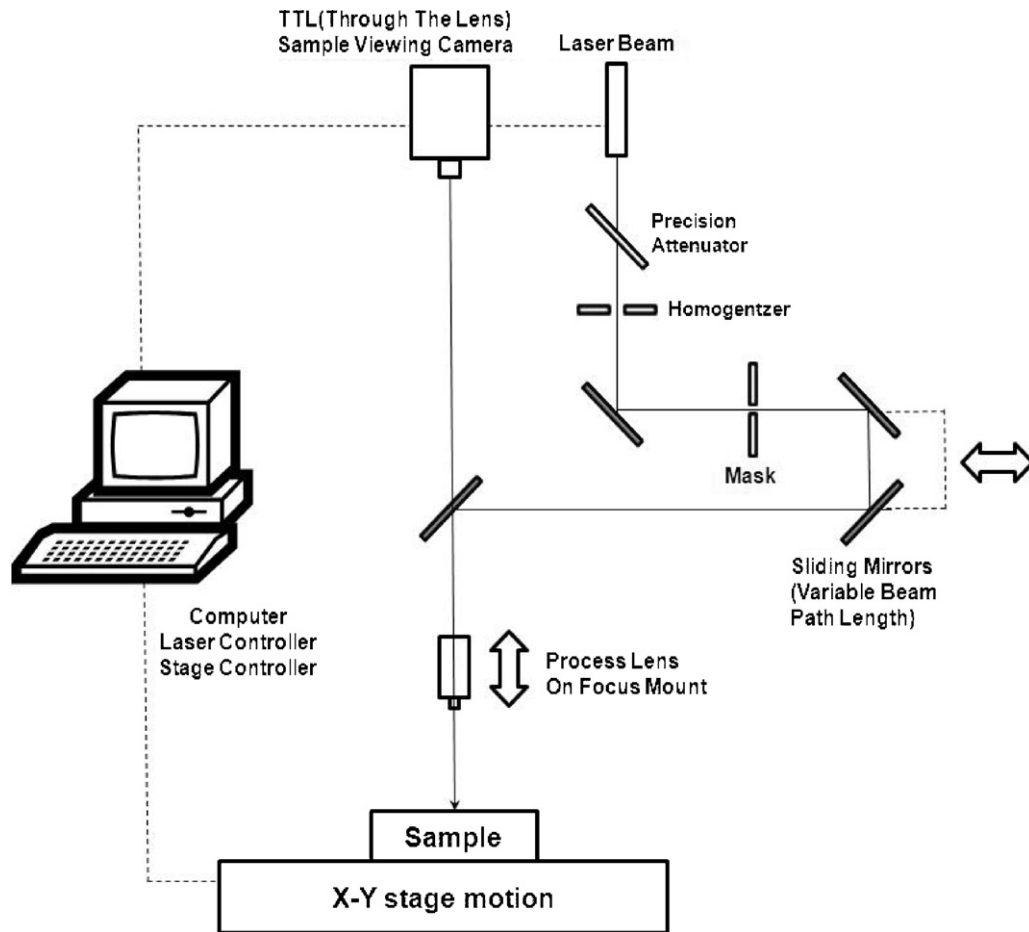 TTL(Through The Lens)
Sample Viewing Camera
Laser Beam
Precision
Attenuator
Homogentzer
Mask
Sliding Mirrors
(Variable Beam
Path Length)
Computer
Laser Controller
Stage Controller
Process Lens
On Focus Mount
Sample
X-Y stage motion